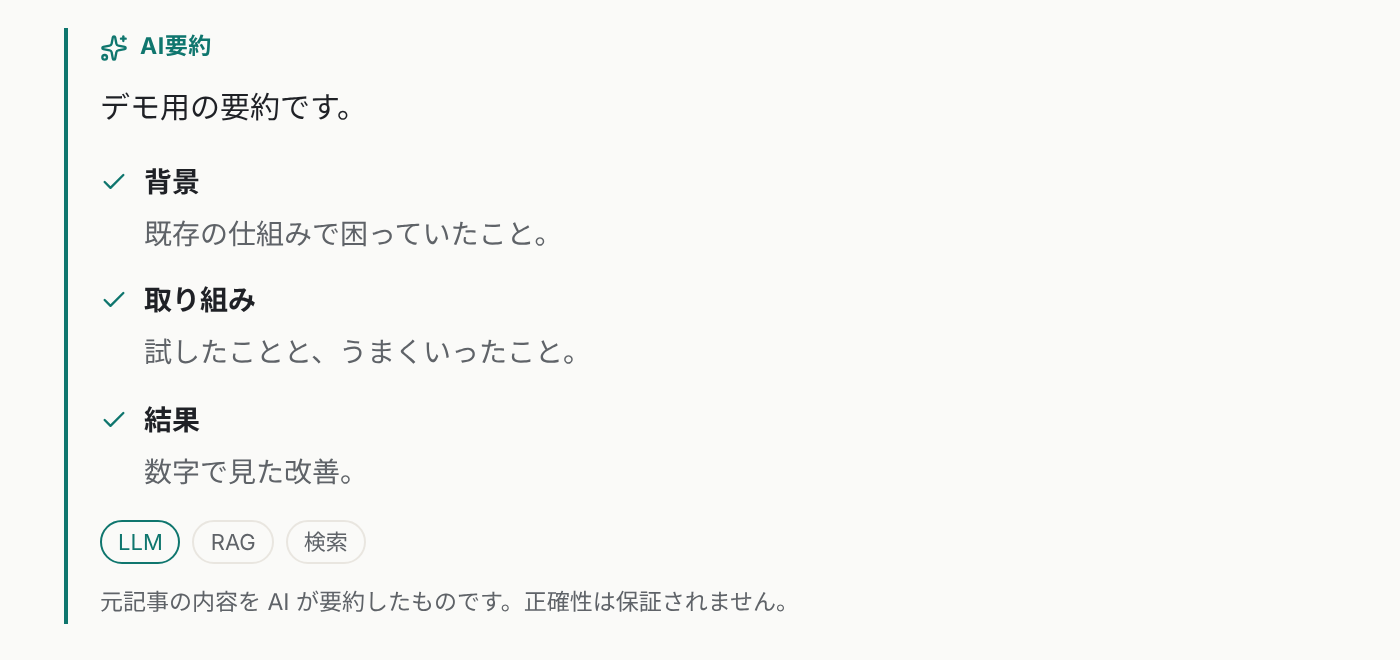 AI要約
デモ用の要約です。
背景
既存の仕組みで困っていたこと。
取り組み
試したことと、うまくいったこと。
結果
数字で見た改善。
LLM RAG 検索
元記事の内容を AI が要約したものです。正確性は保証されません。